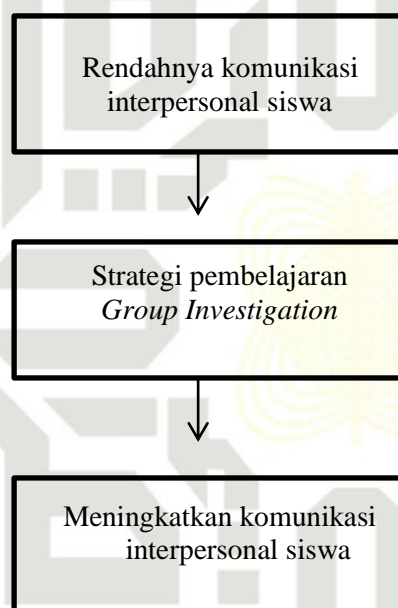 Rendahnya komunikasi
interpersonal siswa
Strategi pembelajaran
Group Investigation
Meningkatkan komunikasi
interpersonal siswa